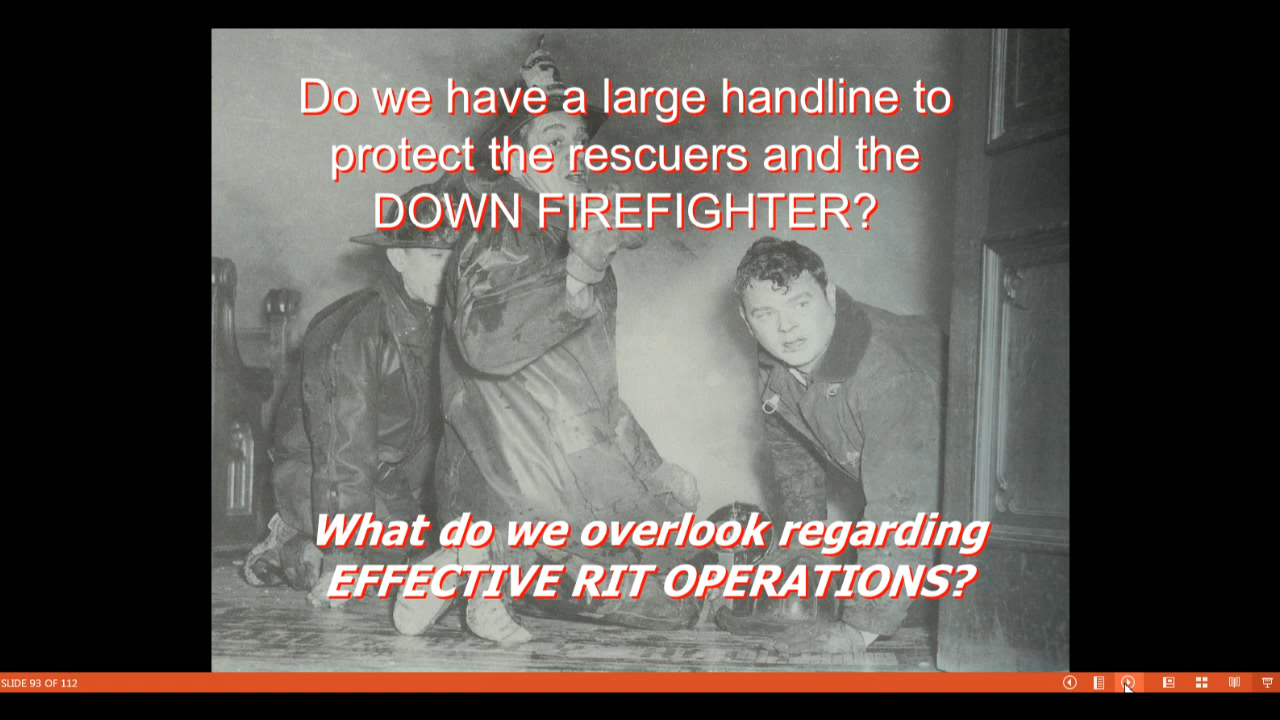 Do we have a large handline to
protect the rescuers and the
DOWN FIREFIGHTER?
What do we overlook regarding
EFFECTIVE RIT OPERATIONS?
SLIDE 93 OF 112